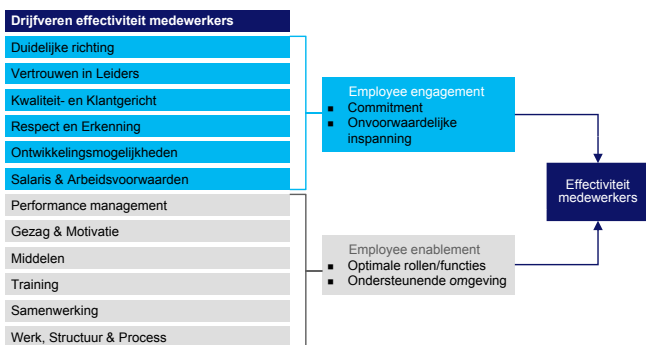 Drijfveren effectiviteit medewerkers
Duidelijke richting
Vertrouwen in Leiders
Kwaliteit- en Klantgericht
Respect en Erkenning
Ontwikkelingsmogelijkheden
Salaris & Arbeidsvoorwaarden
Performance management
Gezag & Motivatie
Middelen
Training
Samenwerking
Werk, Structuur & Process
Employee engagement
▪ Commitment
▪ Onvoorwaardelijke
inspanning
Employee enablement
▪ Optimale rollen/functies
▪ Ondersteunende omgeving
Effectiviteit
medewerkers